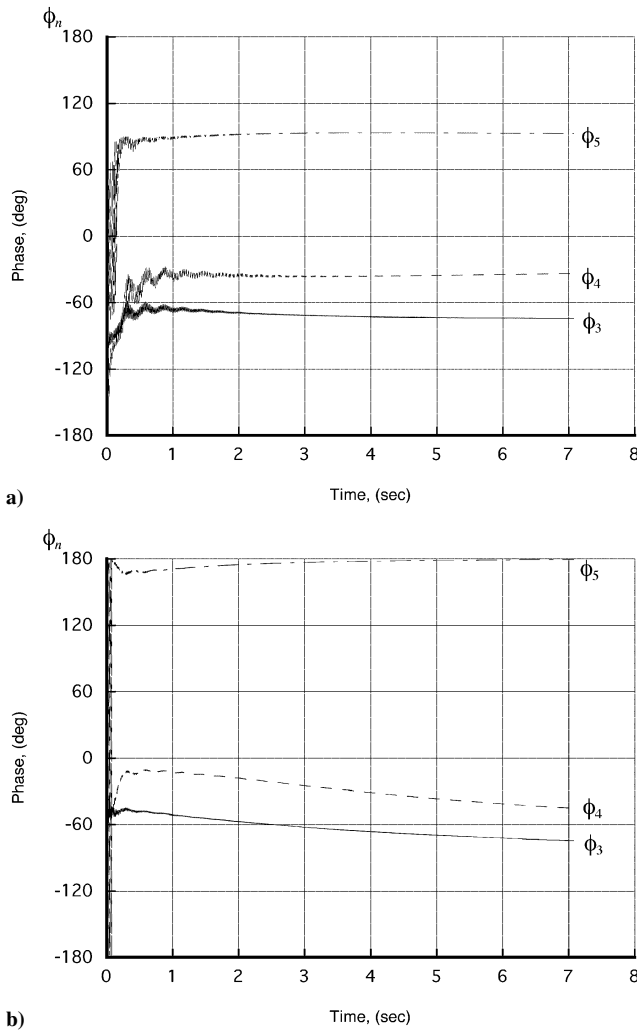 ϕn
180
120
60
0
-60
-120
-180
Phase, (deg)
ϕ5
ϕ4
ϕ3
0 1 2 3 4 5 6 7 8
Time, (sec)
a)
ϕn
180
120
60
0
-60
-120
-180
Phase, (deg)
ϕ5
ϕ4
ϕ3
0 1 2 3 4 5 6 7 8
Time, (sec)
b)